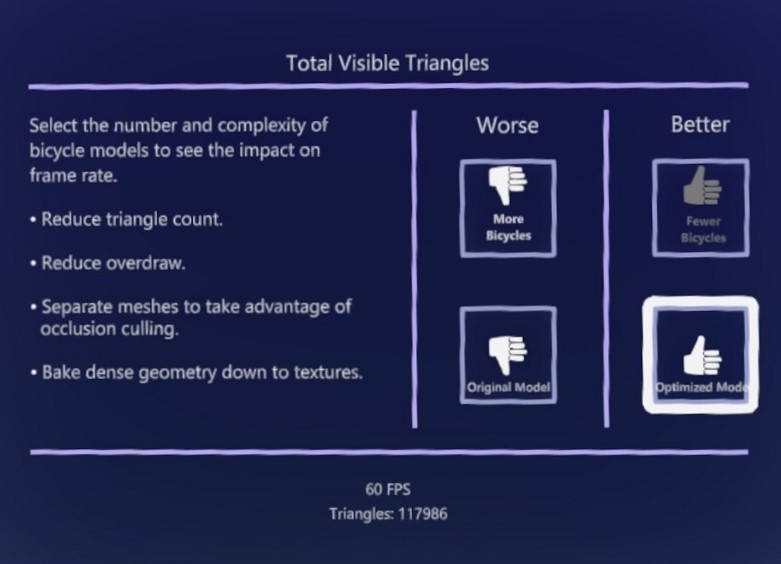 Total Visible Triangles
Select the number and complexity of
bicycle models to see the impact on
frame rate.
• Reduce triangle count.
• Reduce overdraw.
• Separate meshes to take advantage of
occlusion culling.
• Bake dense geometry down to textures.
Worse
More
Bicycles
Original Model
Better
Fewer
Bicycles
Optimized Mode
60 FPS
Triangles: 117986